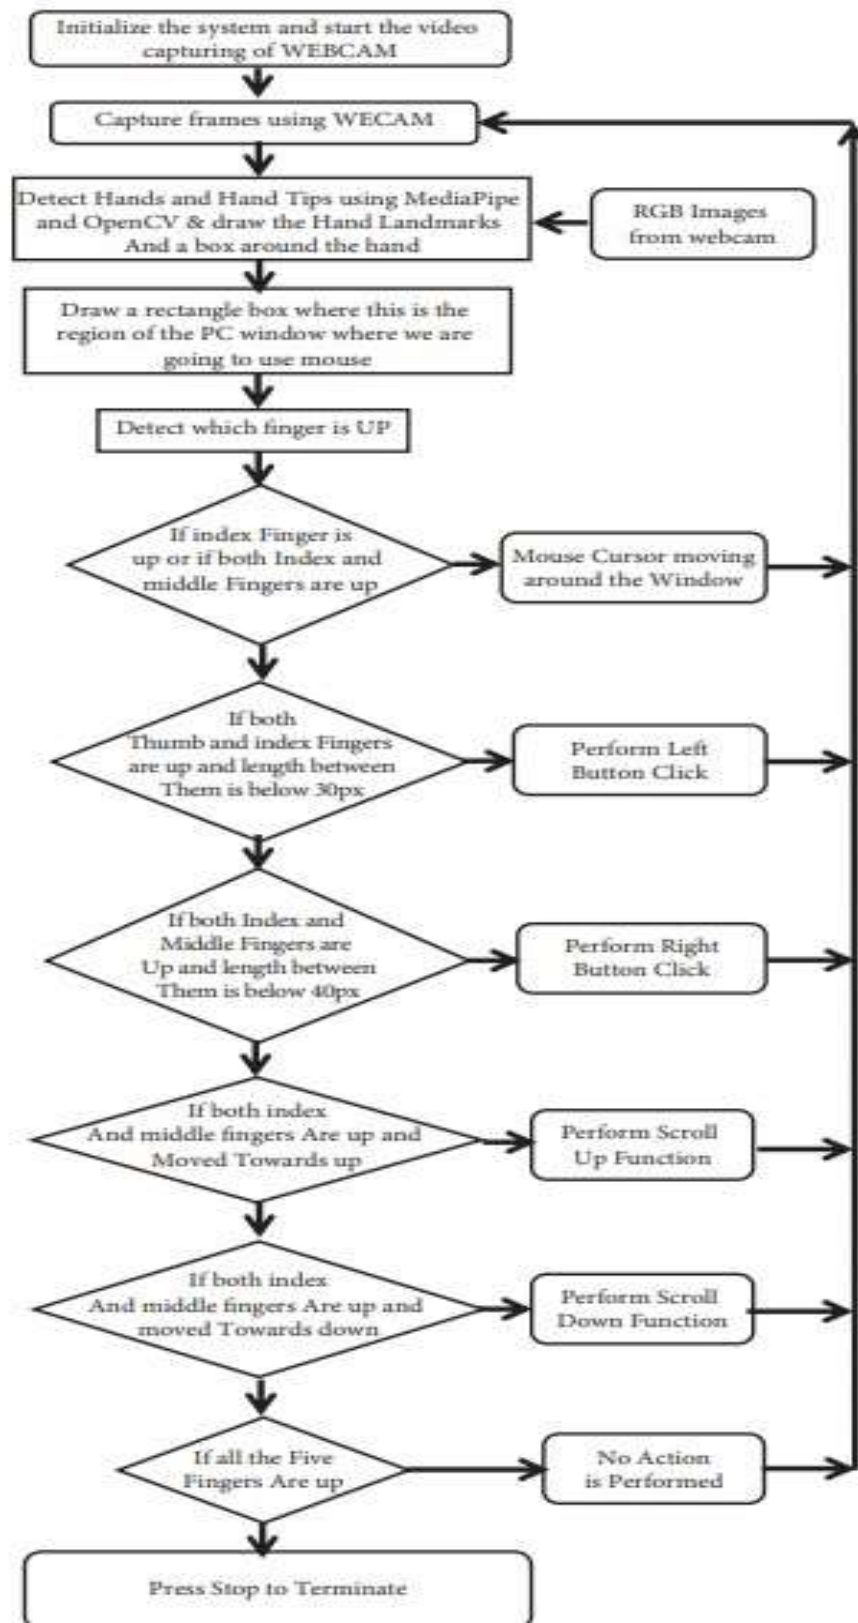 Initialize the system and start the video
capturing of WEBCAM
Capture frames using WECAM
Detect Hands and Hand Tips using MediaPipe
and OpenCV & draw the Hand Landmarks
And a box around the hand
RGB Images
from webcam
Draw a rectangle box where this is the
region of the PC window where we are
going to use mouse
Detect which finger is UP
If index Finger is
up or if both Index and
middle Fingers are up
Mouse Cursor moving
around the Window
If both
Thumb and index Fingers
are up and length between
Them is below 30px
Perform Left
Button Click
If both Index and
Middle Fingers are
Up and length between
Them is below 40px
Perform Right
Button Click
If both index
And middle fingers Are up and
Moved Towards up
Perform Scroll
Up Function
If both index
And middle fingers Are up and
moved Towards down
Perform Scroll
Down Function
If all the Five
Fingers Are up
No Action
is Performed
Press Stop to Terminate